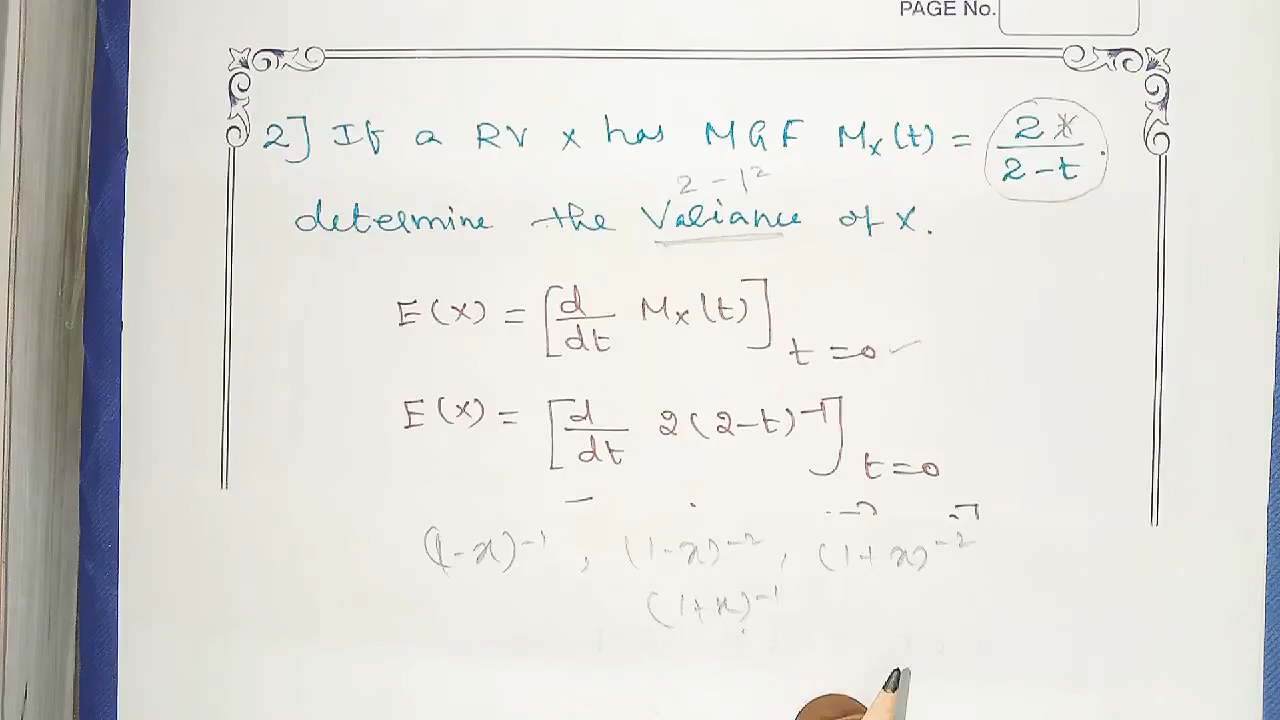 PAGE No.
2] If a RV x has MGF Mx(t) = 2/(2-t).
2 - 1²
determine the Variance of x.
E(x) = [d/dt Mx(t)] t=0
E(x) = [d/dt 2(2-t)⁻¹] t=0
(1-x)⁻¹, (1-x)⁻², (1+x)⁻²
(1+x)⁻¹